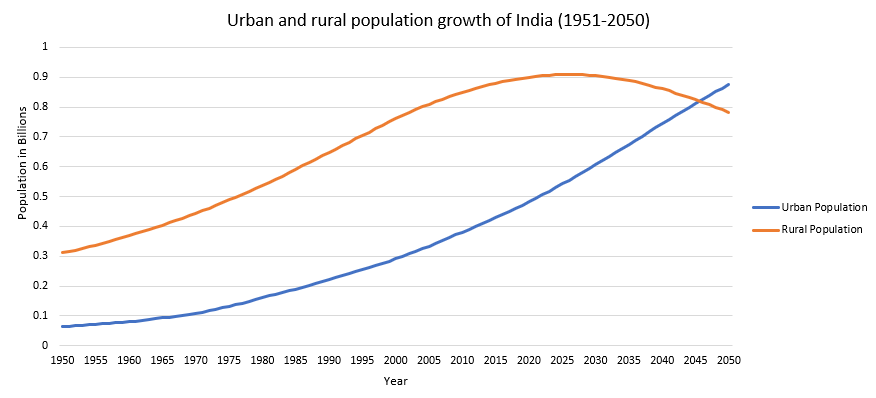 Urban and rural population growth of India (1951-2050)
Population in Billions
1
0.9
0.8
0.7
0.6
0.5
0.4
0.3
0.2
0.1
0
1950 1955 1960 1965 1970 1975 1980 1985 1990 1995 2000 2005 2010 2015 2020 2025 2030 2035 2040 2045 2050
Year
Urban Population
Rural Population